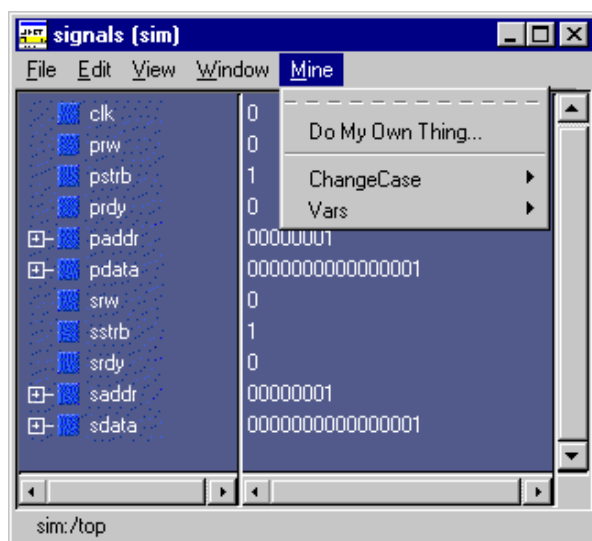 signals (sim)
File Edit View Window Mine
Do My Own Thing...
ChangeCase
Vars
clk 0
prw 0
pstrb 1
prdy 0
paddr 00000001
pdata 0000000000000001
srw 0
sstrb 1
srdy 0
saddr 00000001
sdata 0000000000000001
sim:/top